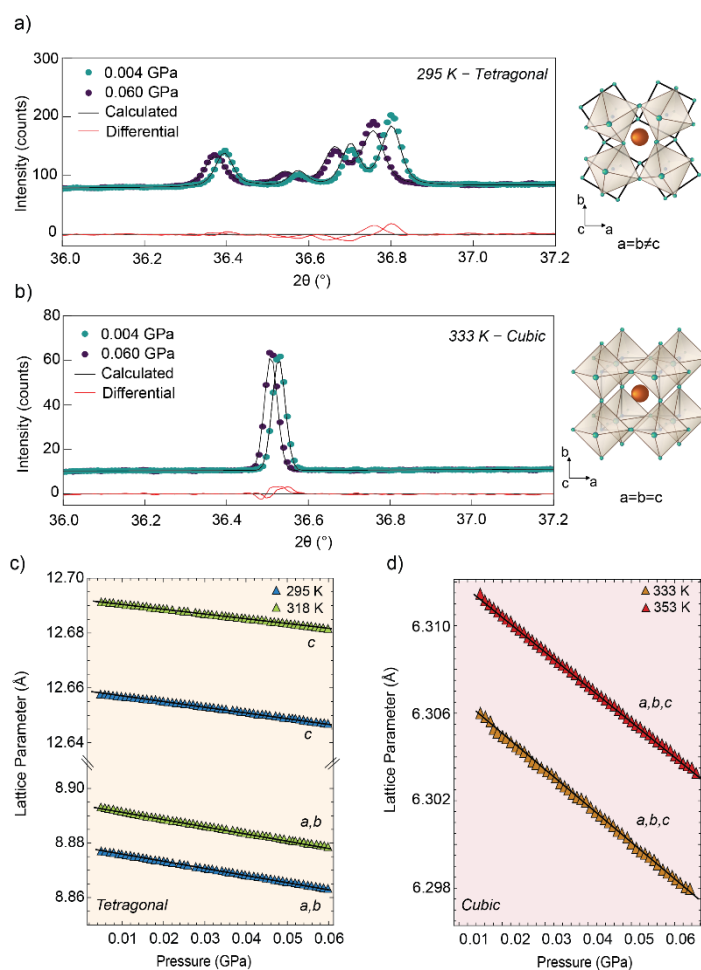 a)
300
200
100
0
Intensity (counts)
0.004 GPa
0.060 GPa
Calculated
Differential
295 K − Tetragonal
36.0 36.2 36.4 36.6 36.8 37.0 37.2
2θ (°)
b
c a
a=b≠c
b)
80
60
40
20
0
Intensity (counts)
0.004 GPa
0.060 GPa
Calculated
Differential
333 K − Cubic
36.0 36.2 36.4 36.6 36.8 37.0 37.2
2θ (°)
b
c a
a=b=c
c)
12.70
12.68
12.66
12.64
8.90
8.88
8.86
Lattice Parameter (Å)
295 K
318 K
c
c
a,b
a,b
Tetragonal
0.01 0.02 0.03 0.04 0.05 0.06
Pressure (GPa)
d)
6.310
6.306
6.302
6.298
Lattice Parameter (Å)
333 K
353 K
a,b,c
a,b,c
Cubic
0.01 0.02 0.03 0.04 0.05 0.06
Pressure (GPa)